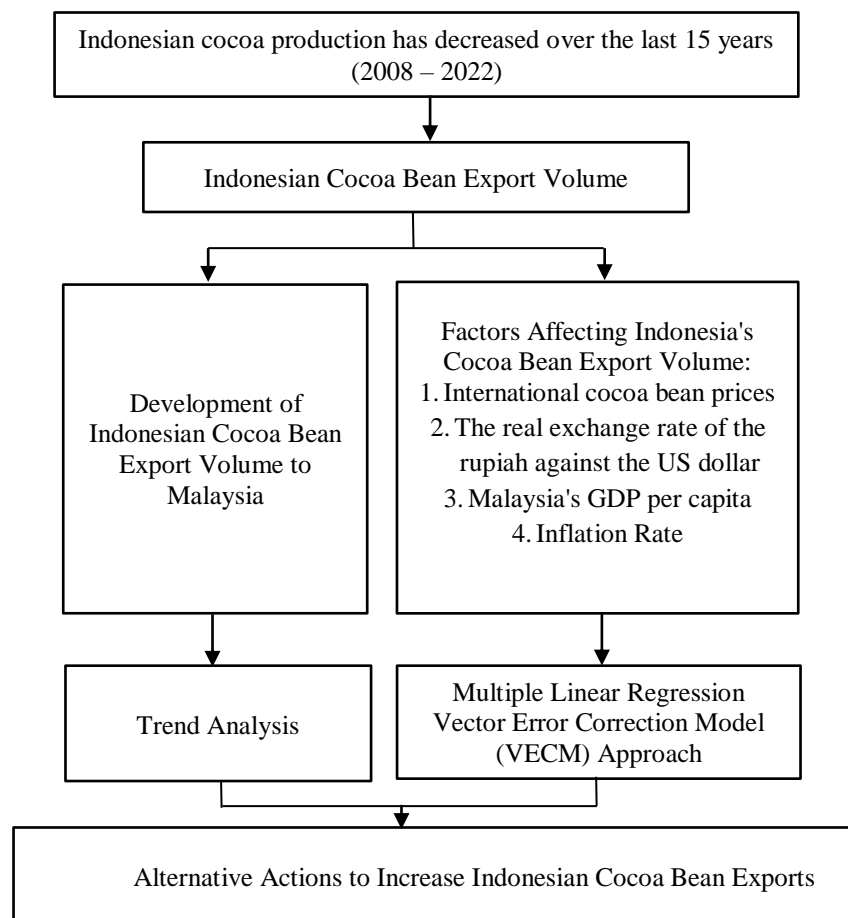 Indonesian cocoa production has decreased over the last 15 years
(2008 – 2022)
Indonesian Cocoa Bean Export Volume
Development of
Indonesian Cocoa Bean
Export Volume to
Malaysia
Factors Affecting Indonesia's
Cocoa Bean Export Volume:
1. International cocoa bean prices
2. The real exchange rate of the
rupiah against the US dollar
3. Malaysia's GDP per capita
4. Inflation Rate
Trend Analysis
Multiple Linear Regression
Vector Error Correction Model
(VECM) Approach
Alternative Actions to Increase Indonesian Cocoa Bean Exports